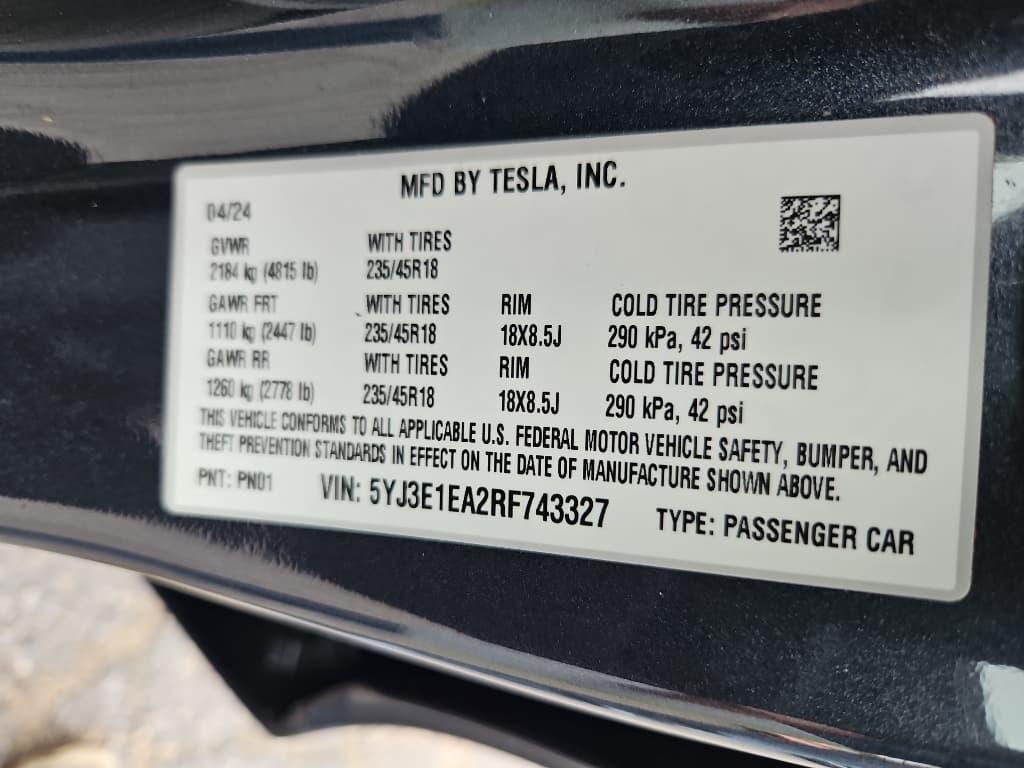 MFD BY TESLA, INC.
04/24
GVWR WITH TIRES
2184 kg (4815 lb) 235/45R18
GAWR FRT WITH TIRES RIM COLD TIRE PRESSURE
1110 kg (2447 lb) 235/45R18 18X8.5J 290 kPa, 42 psi
GAWR RR WITH TIRES RIM COLD TIRE PRESSURE
1260 kg (2778 lb) 235/45R18 18X8.5J 290 kPa, 42 psi
THIS VEHICLE CONFORMS TO ALL APPLICABLE U.S. FEDERAL MOTOR VEHICLE SAFETY, BUMPER, AND
THEFT PREVENTION STANDARDS IN EFFECT ON THE DATE OF MANUFACTURE SHOWN ABOVE.
PNT: PN01 VIN: 5YJ3E1EA2RF743327 TYPE: PASSENGER CAR